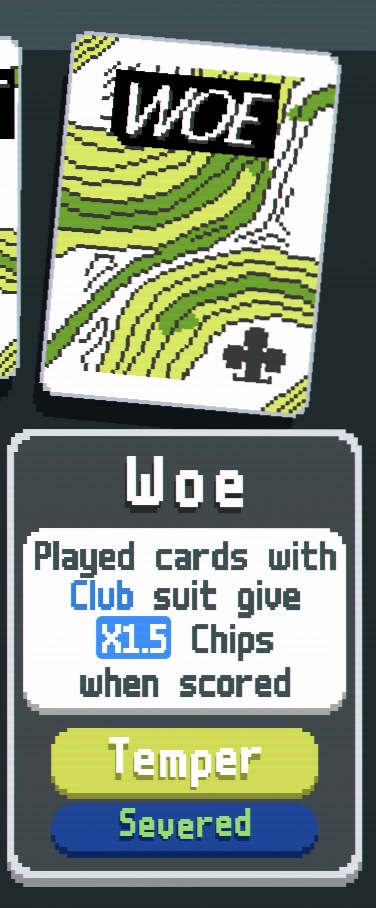 WOE
Woe
Played cards with
Club suit give
X1.5 Chips
when scored
Temper
Severed